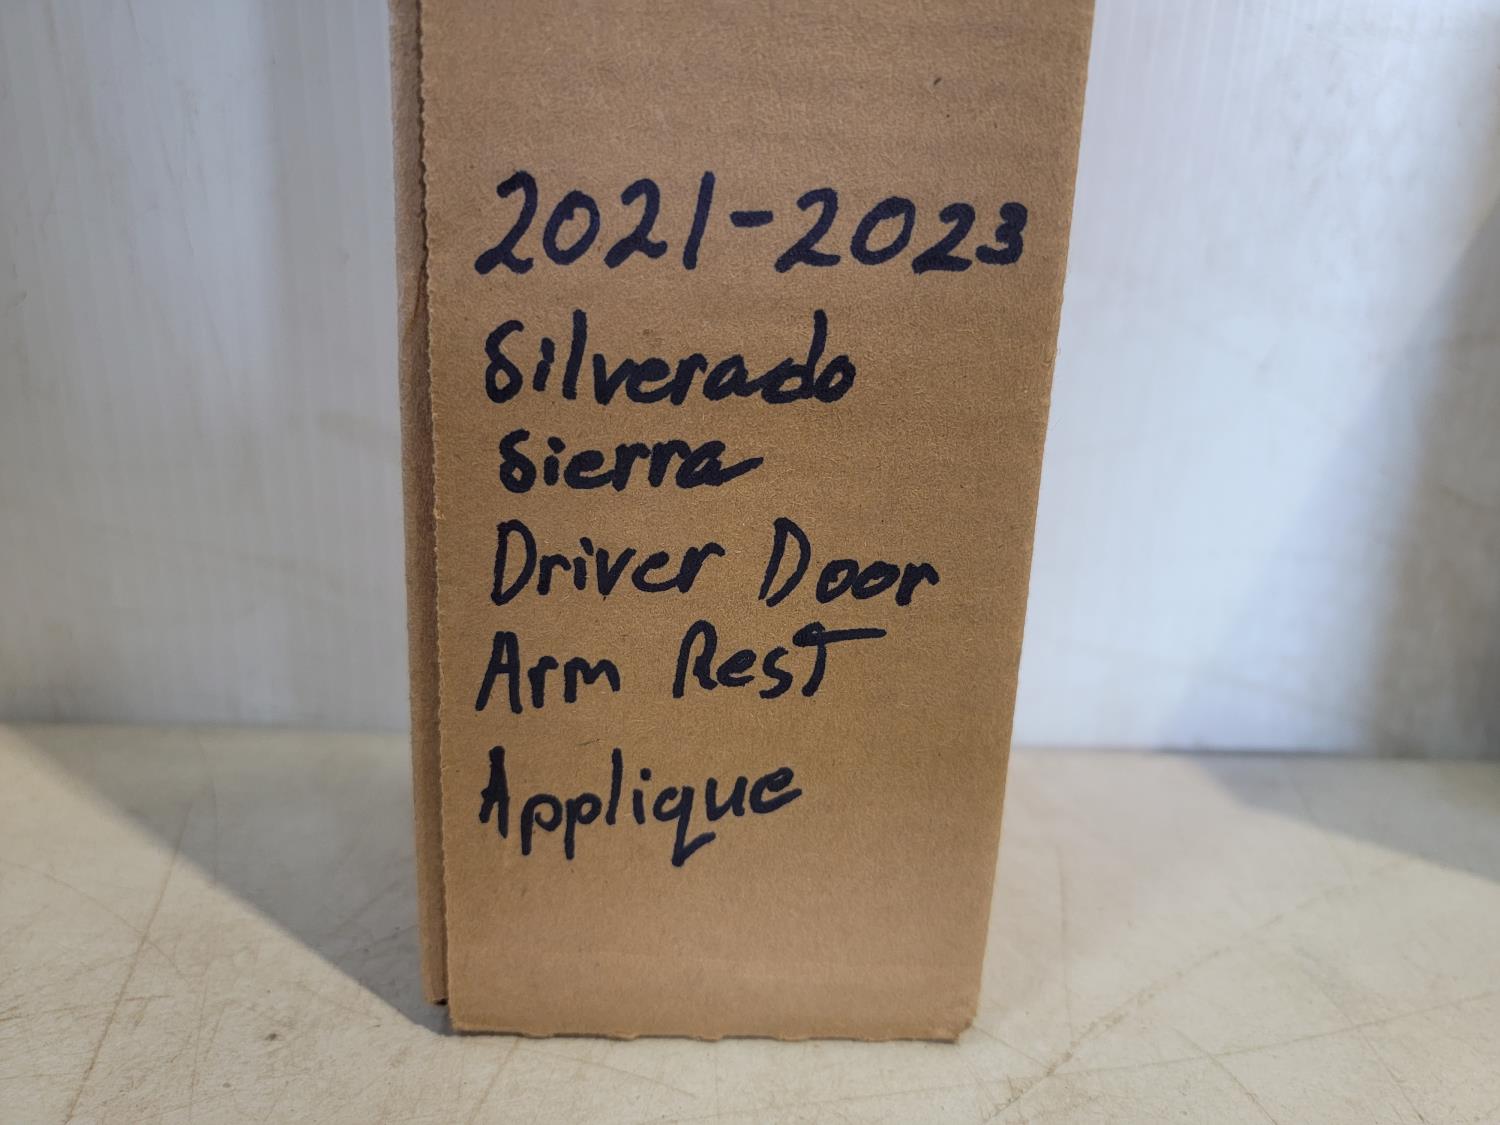 2021-2023
Silverado
Sierra
Driver Door
Arm Rest
Applique